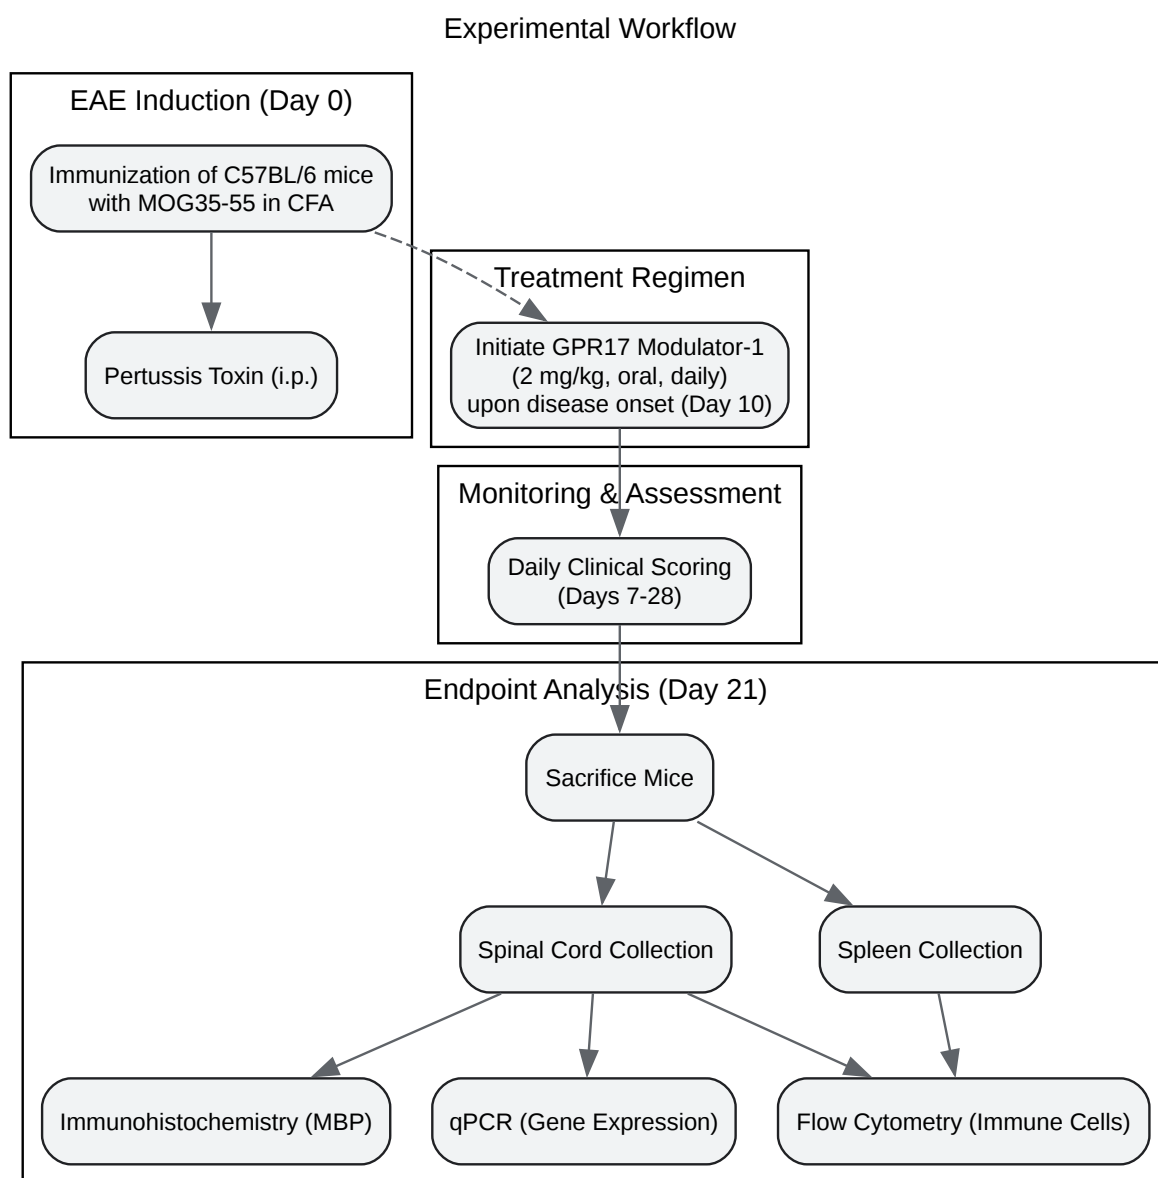 Experimental Workflow
EAE Induction (Day 0)
Immunization of C57BL/6 mice
with MOG35-55 in CFA
Pertussis Toxin (i.p.)
Treatment Regimen
Initiate GPR17 Modulator-1
(2 mg/kg, oral, daily)
upon disease onset (Day 10)
Monitoring & Assessment
Daily Clinical Scoring
(Days 7-28)
Endpoint Analysis (Day 21)
Sacrifice Mice
Spinal Cord Collection
Spleen Collection
Immunohistochemistry (MBP)
qPCR (Gene Expression)
Flow Cytometry (Immune Cells)